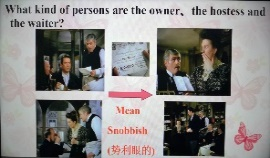 What kind of persons are the owner、the hostess and
the waiter?
Mean
Snobbish
(势利眼的)